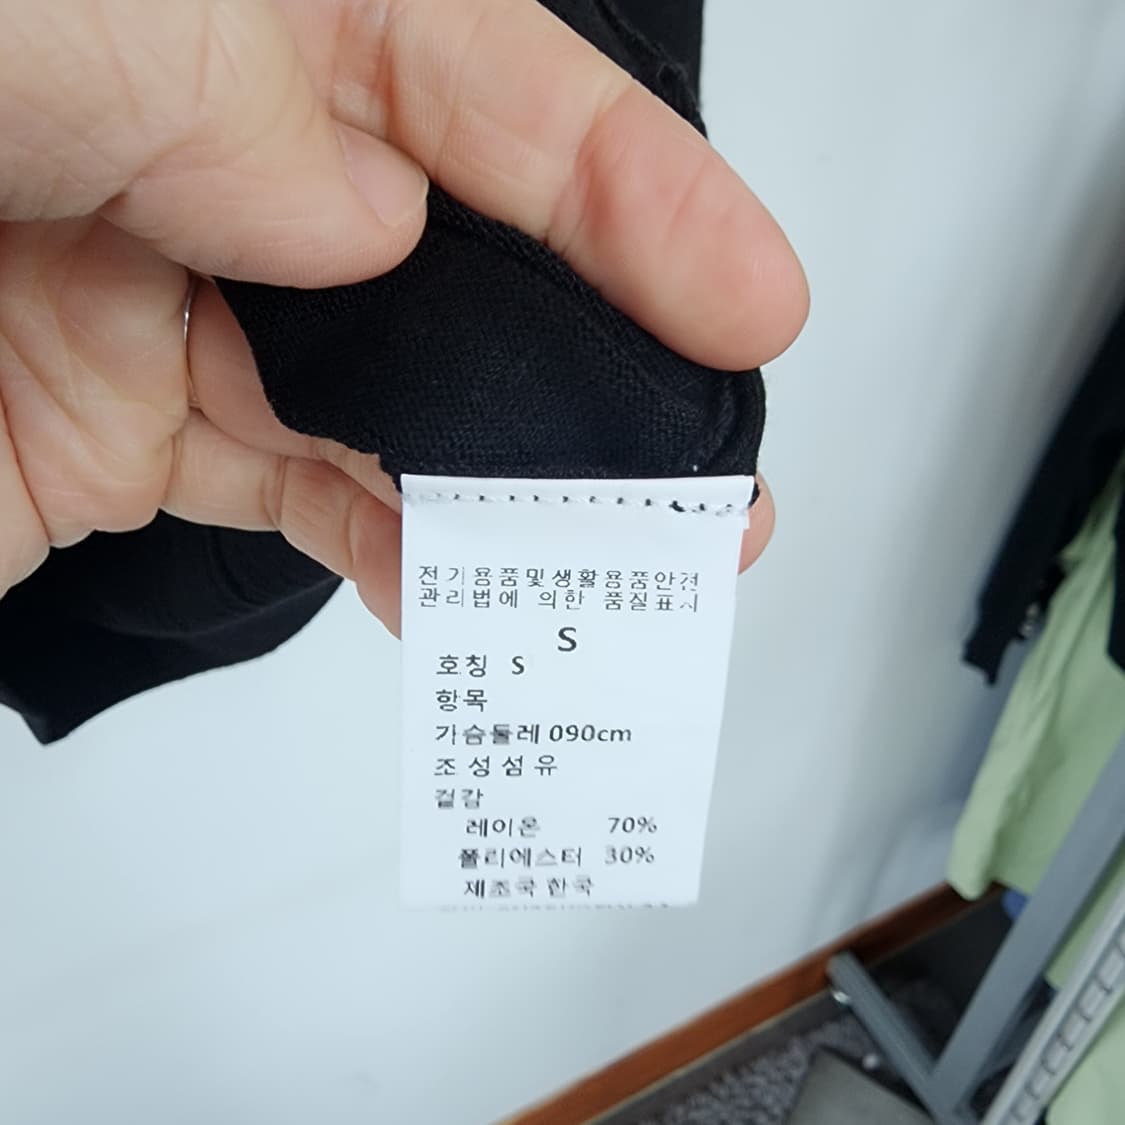 전기용품및생활용품안전
관리법에 의한 품질표시
S
호칭 S
항목
가슴둘레 090cm
조성섬유
겉감
레이온 70%
폴리에스터 30%
제조국 한국